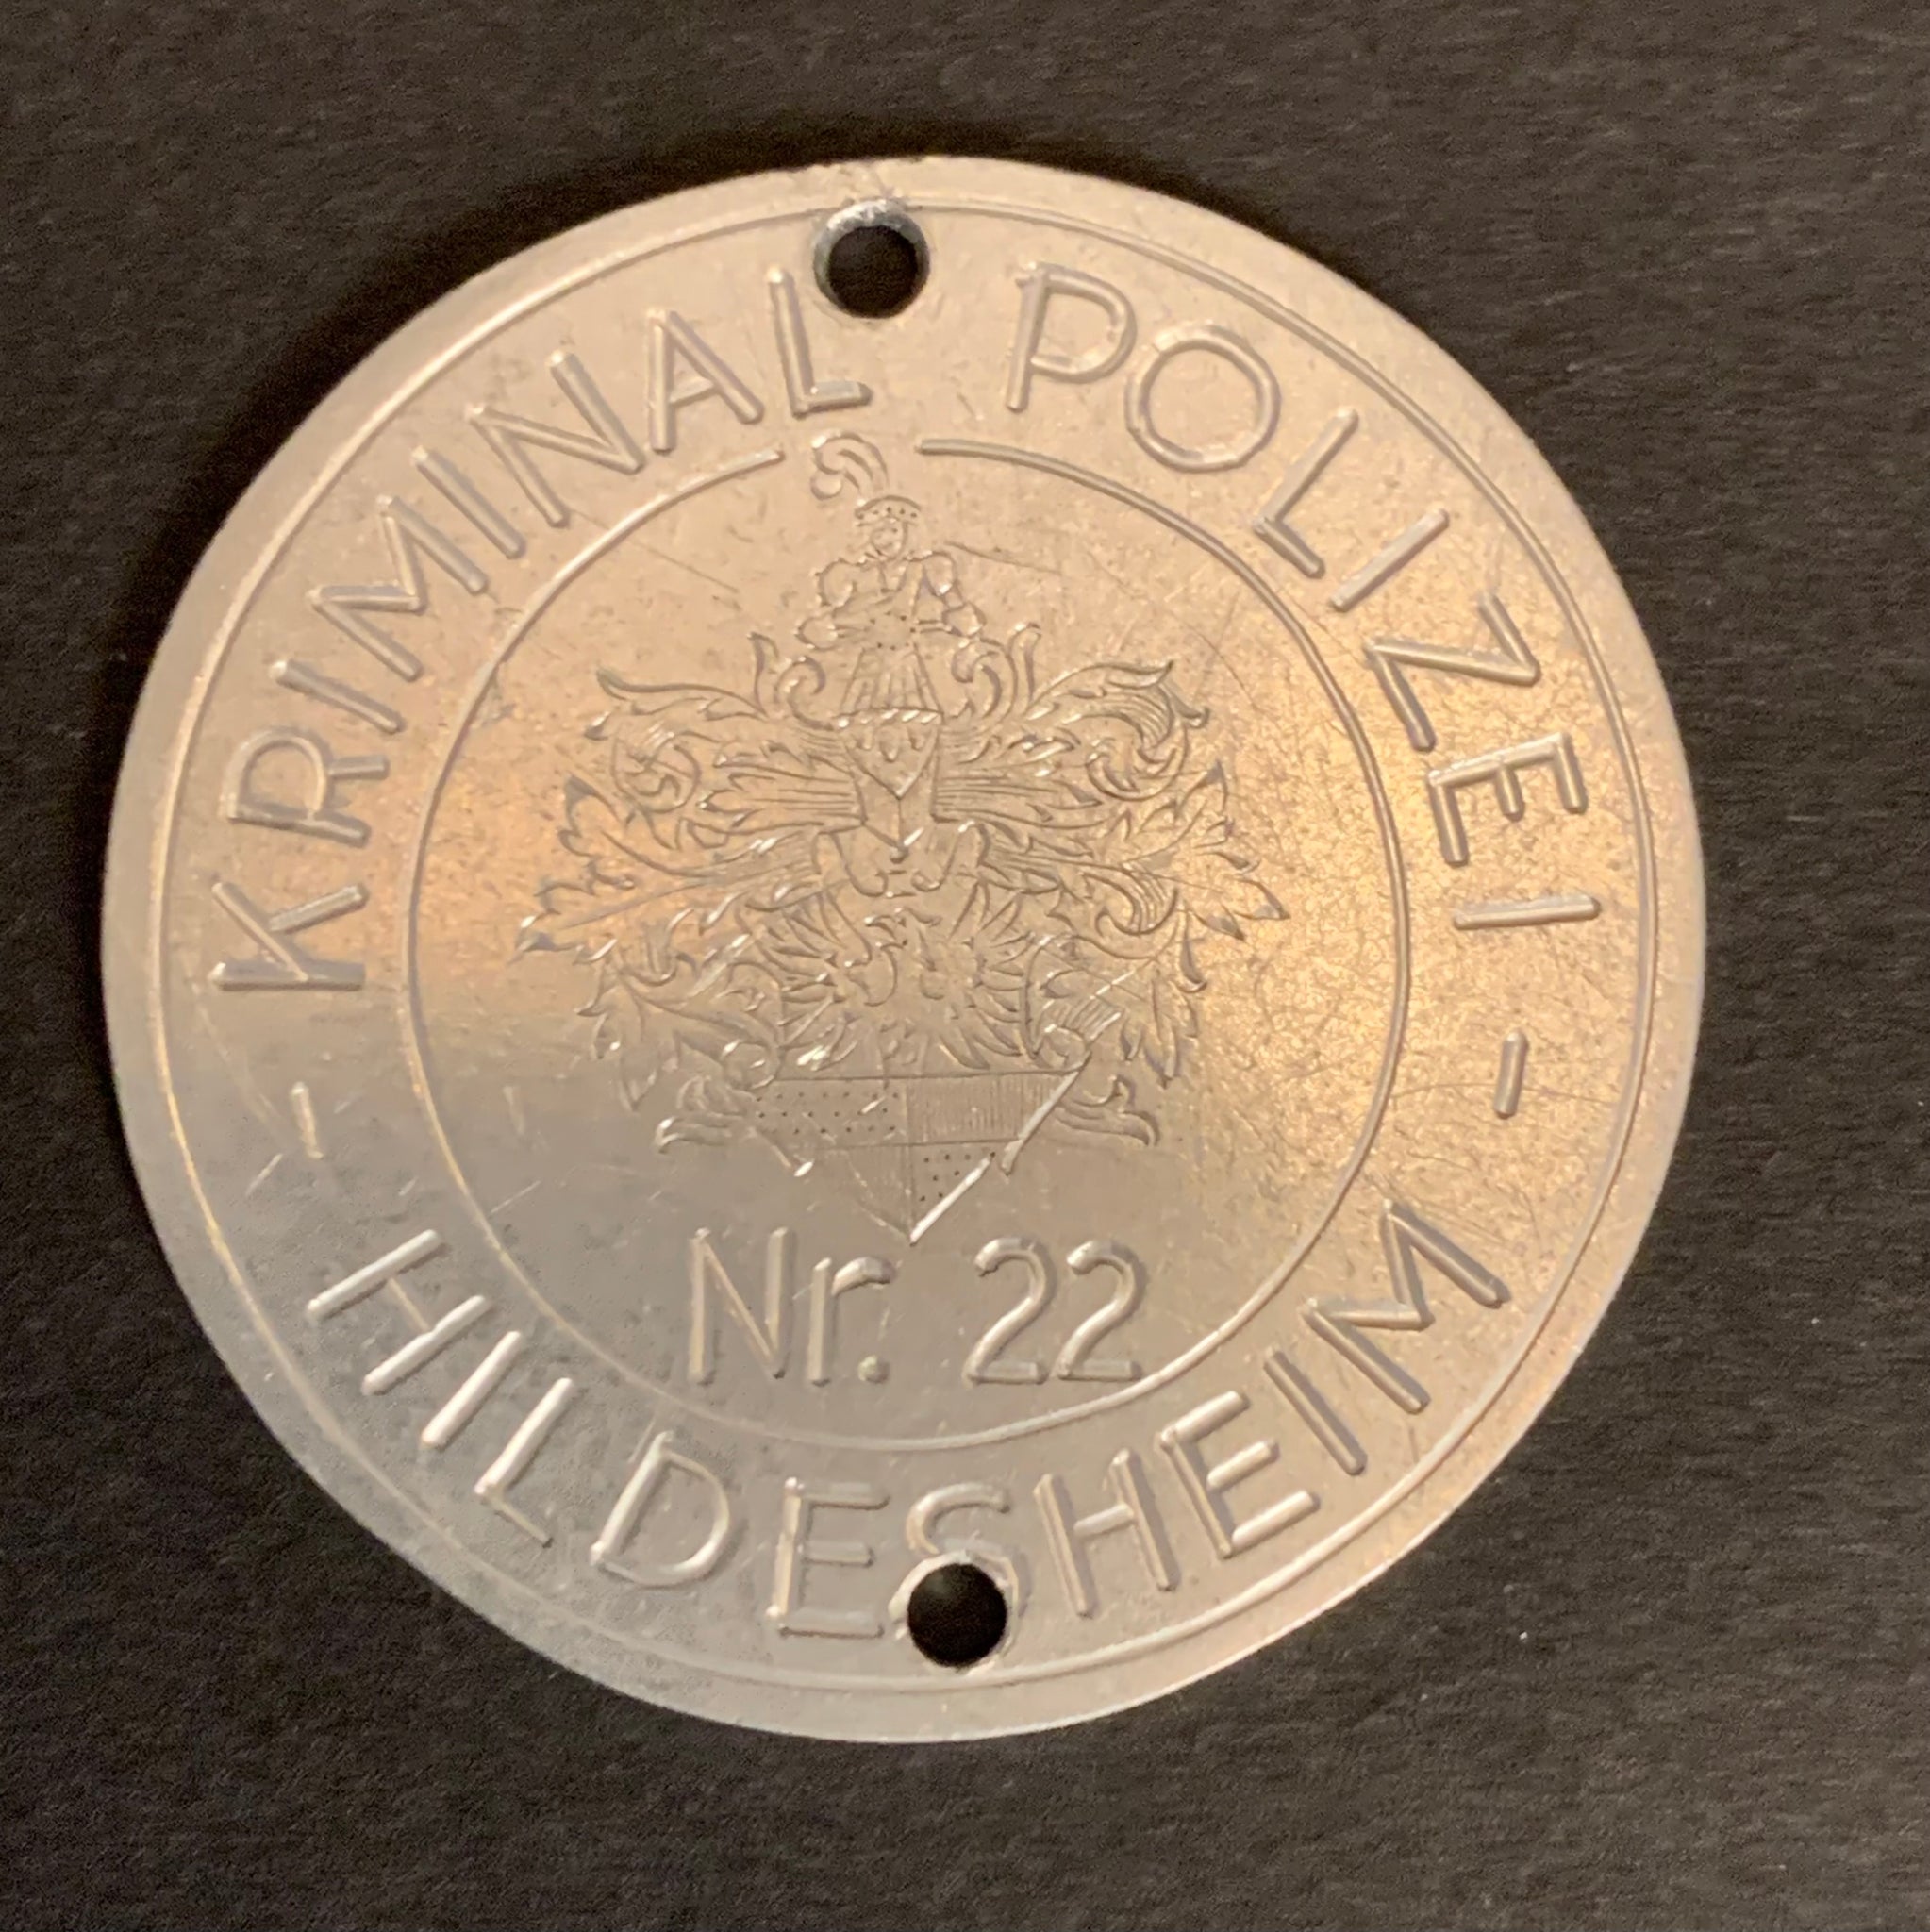 KRIMINAL POLIZEI
Nr. 22
- HILDESHEIM -